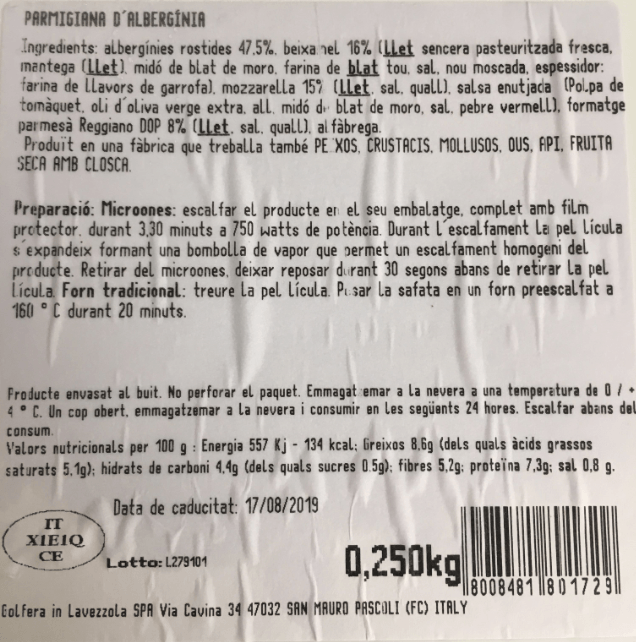 PARMIGIANA D´ALBERGÍNIA
Ingredients: albergínies rostides 47,5%. beixamel 16% (LLet sencera pasteuritzada fresca,
mantega (LLet). midó de blat de moro, farina de blat tou, sal, nou moscada, espessidor:
farina de LLavors de garrofa), mozzarella 15% (LLet, sal, quall), salsa enutjada (Polpa de
tomàquet, oli d´oliva verge extra, all, midó de blat de moro, sal, pebre vermell), formatge
parmesà Reggiano DOP 8% (LLet, sal, quall), alfàbrega.
Produït en una fàbrica que treballa també PEIXOS, CRUSTACIS, MOLLUSOS, OUS, API, FRUITA
SECA AMB CLOSCA.
Preparació: Microones: escalfar el producte en el seu embalatge, complet amb film
protector, durant 3,30 minuts a 750 watts de potència. Durant L´escalfament La pel lícula
s´expandeix formant una bombolla de vapor que permet un escalfament homogeni del
producte. Retirar del microones, deixar reposar durant 30 segons abans de retirar La pel
lícula. Forn tradicional: treure La pel Lícula. Posar La safata en un forn preescalfat a
160 ° C durant 20 minuts.
Producte envasat al buit. No perforar el paquet. Emmagatzemar a La nevera a una temperatura de 0 / +
4 ° C. Un cop obert, emmagatzemar a La nevera i consumir en Les següents 24 hores. Escalfar abans del
consum.
Valors nutricionals per 100 g : Energia 557 Kj - 134 kcal; Greixos 8,6g (dels quals àcids grassos
saturats 5,1g); hidrats de carboni 4,4g (dels quals sucres 0.5g); fibres 5,2g; proteïna 7,3g; sal 0,8 g.
Data de caducitat: 17/08/2019
IT
X1E1Q
CE
Lotto: L279101
0,250kg
8008481 801729
Golfera in Lavezzola SPA Via Cavina 34 47032 SAN MAURO PASCOLI (FC) ITALY